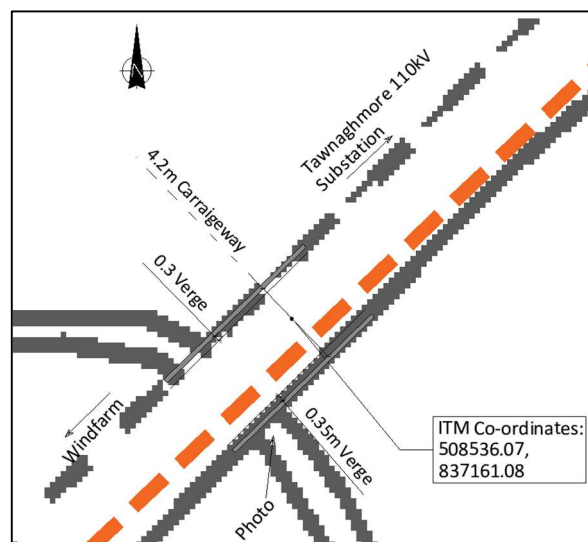 N
Tawnaghmore 110kV
Substation
4.2m Carraigeway
0.3 Verge
Windfarm
0.35m Verge
Photo
ITM Co-ordinates:
508536.07,
837161.08